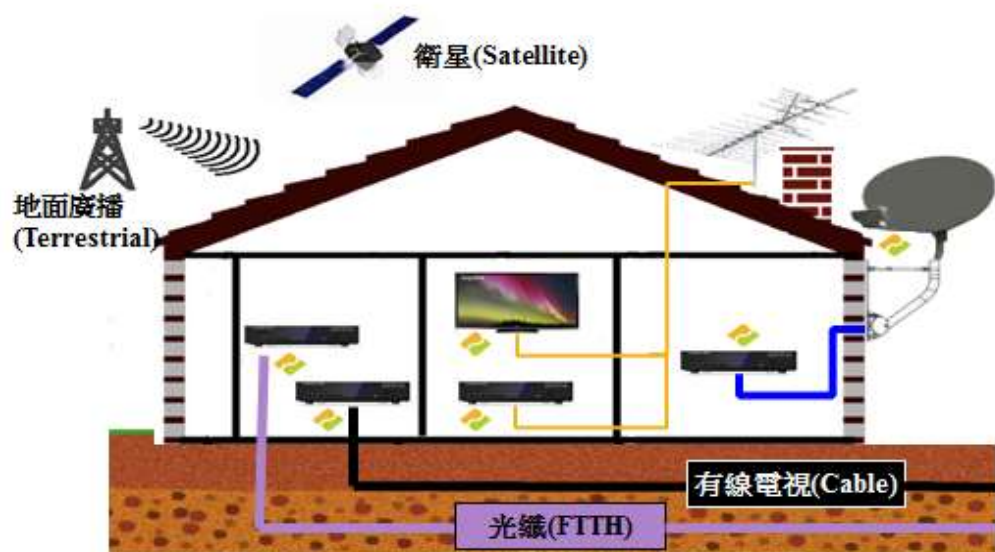 衛星(Satellite)
地面廣播
(Terrestrial)
有線電視(Cable)
光纖(FTTH)